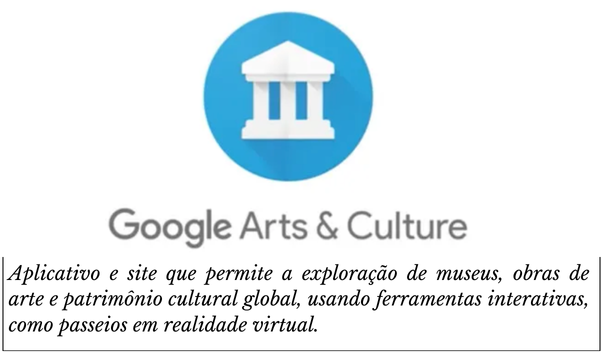 Google Arts & Culture
Aplicativo e site que permite a exploração de museus, obras de
arte e patrimônio cultural global, usando ferramentas interativas,
como passeios em realidade virtual.